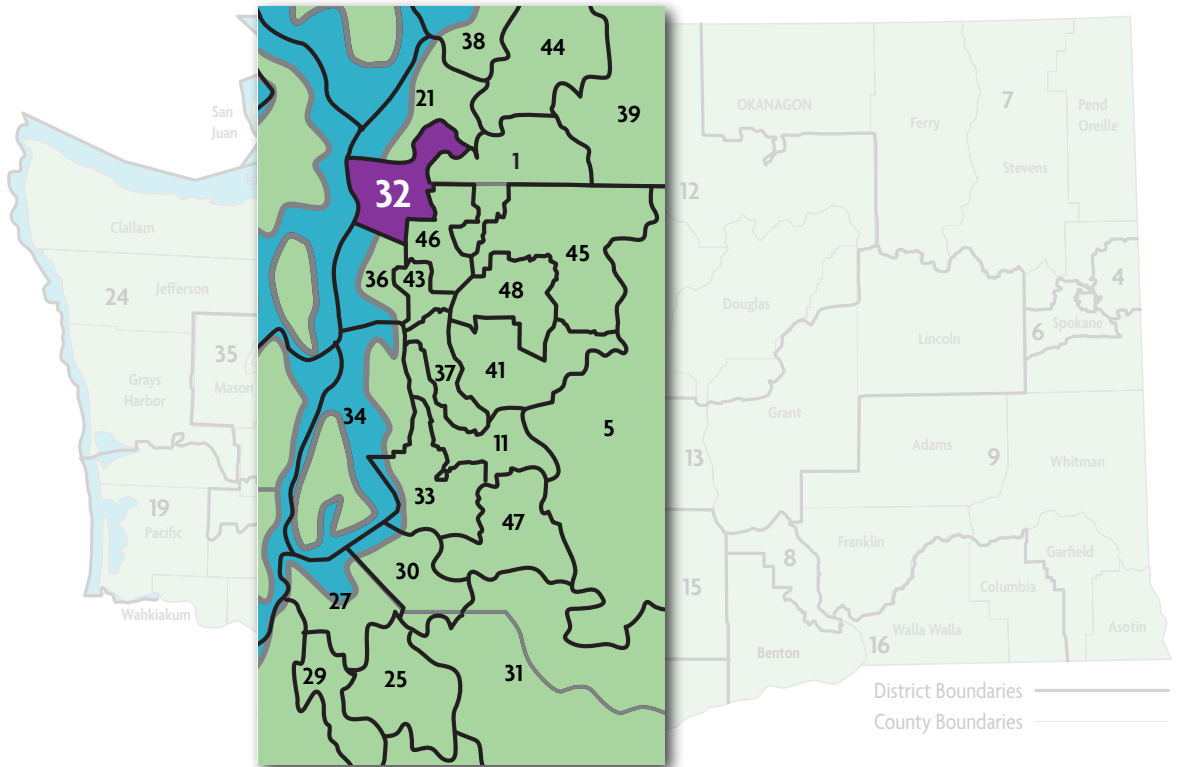 38
44
21
39
1
32
46
45
36
43
48
37
41
34
5
11
33
47
30
27
29
25
31
San
Juan
Clallam
24
Jefferson
35
Mason
Grays
Harbor
19
Pacific
Wahkiakum
OKANAGON
7
Ferry
Pend
Oreille
Stevens
12
Douglas
4
6
Spokane
Lincoln
Grant
13
Adams
9
Whitman
Franklin
8
Garfield
15
Columbia
Benton
16
Walla Walla
Asotin
District Boundaries
County Boundaries